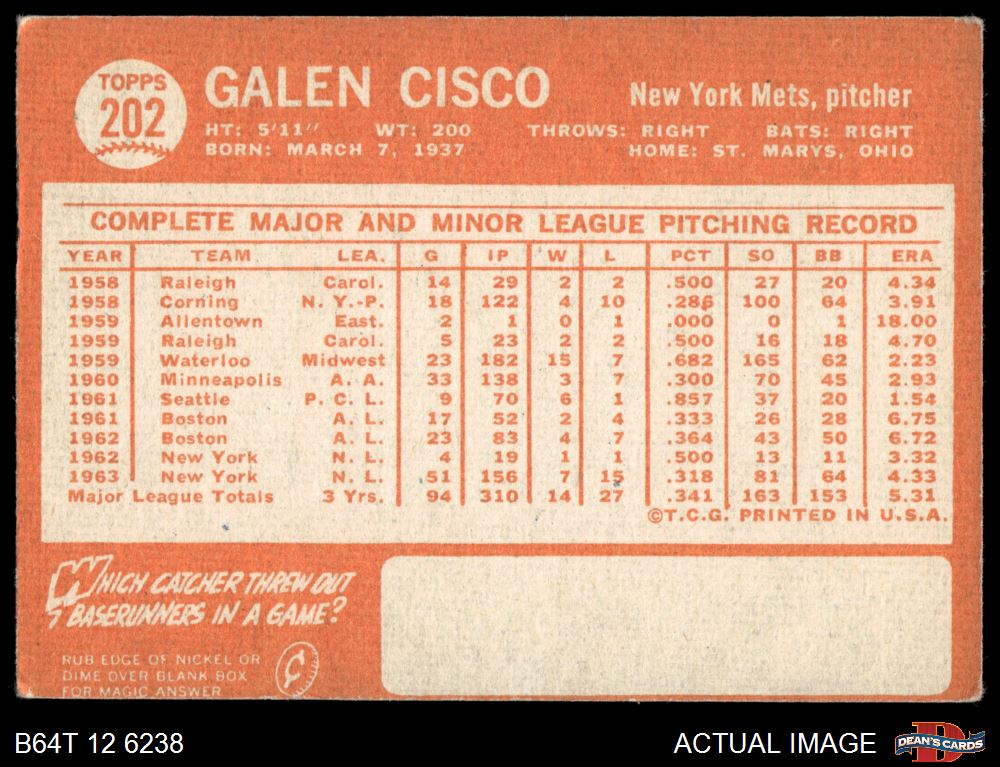 TOPPS
202
GALEN CISCO
New York Mets, pitcher
HT: 5'11" WT: 200 THROWS: RIGHT BATS: RIGHT
BORN: MARCH 7, 1937 HOME: ST. MARYS, OHIO
COMPLETE MAJOR AND MINOR LEAGUE PITCHING RECORD
YEAR TEAM LEA. G IP W L PCT SO BB ERA
1958 Raleigh Carol. 14 29 2 2 .500 27 20 4.34
1958 Corning N. Y.-P. 18 122 4 10 .286 100 64 3.91
1959 Allentown East. 2 1 0 1 .000 0 1 18.00
1959 Raleigh Carol. 5 23 2 2 .500 16 18 4.70
1959 Waterloo Midwest 23 182 15 7 .682 165 62 2.23
1960 Minneapolis A. A. 33 138 3 7 .300 70 45 2.93
1961 Seattle P. C. L. 9 70 6 1 .857 37 20 1.54
1961 Boston A. L. 17 52 2 4 .333 26 28 6.75
1962 Boston A. L. 23 83 4 7 .364 43 50 6.72
1962 New York N. L. 4 19 1 1 .500 13 11 3.32
1963 New York N. L. 51 156 7 15 .318 81 64 4.33
Major League Totals 3 Yrs. 94 310 14 27 .341 163 153 5.31
©T.C.G. PRINTED IN U.S.A.
WHICH CATCHER THREW OUT
7 BASERUNNERS IN A GAME?
RUB EDGE OF NICKEL OR
DIME OVER BLANK BOX
FOR MAGIC ANSWER
¢
B64T 12 6238
ACTUAL IMAGE
D
DEAN'S CARDS